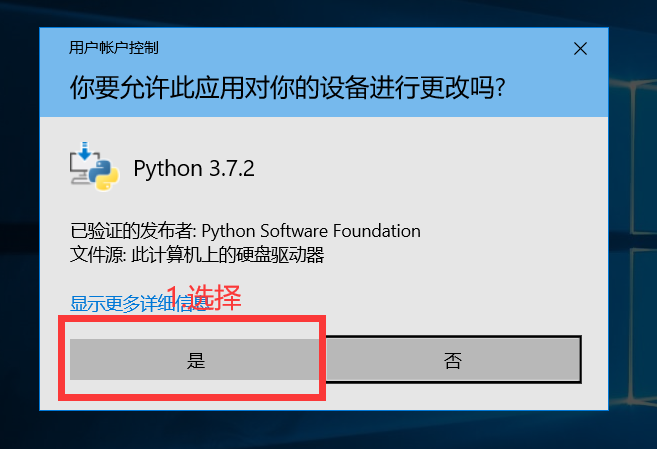 用户帐户控制
你要允许此应用对你的设备进行更改吗?
Python 3.7.2
已验证的发布者: Python Software Foundation
文件源: 此计算机上的硬盘驱动器
显示更多详细信息
1.选择
是
否